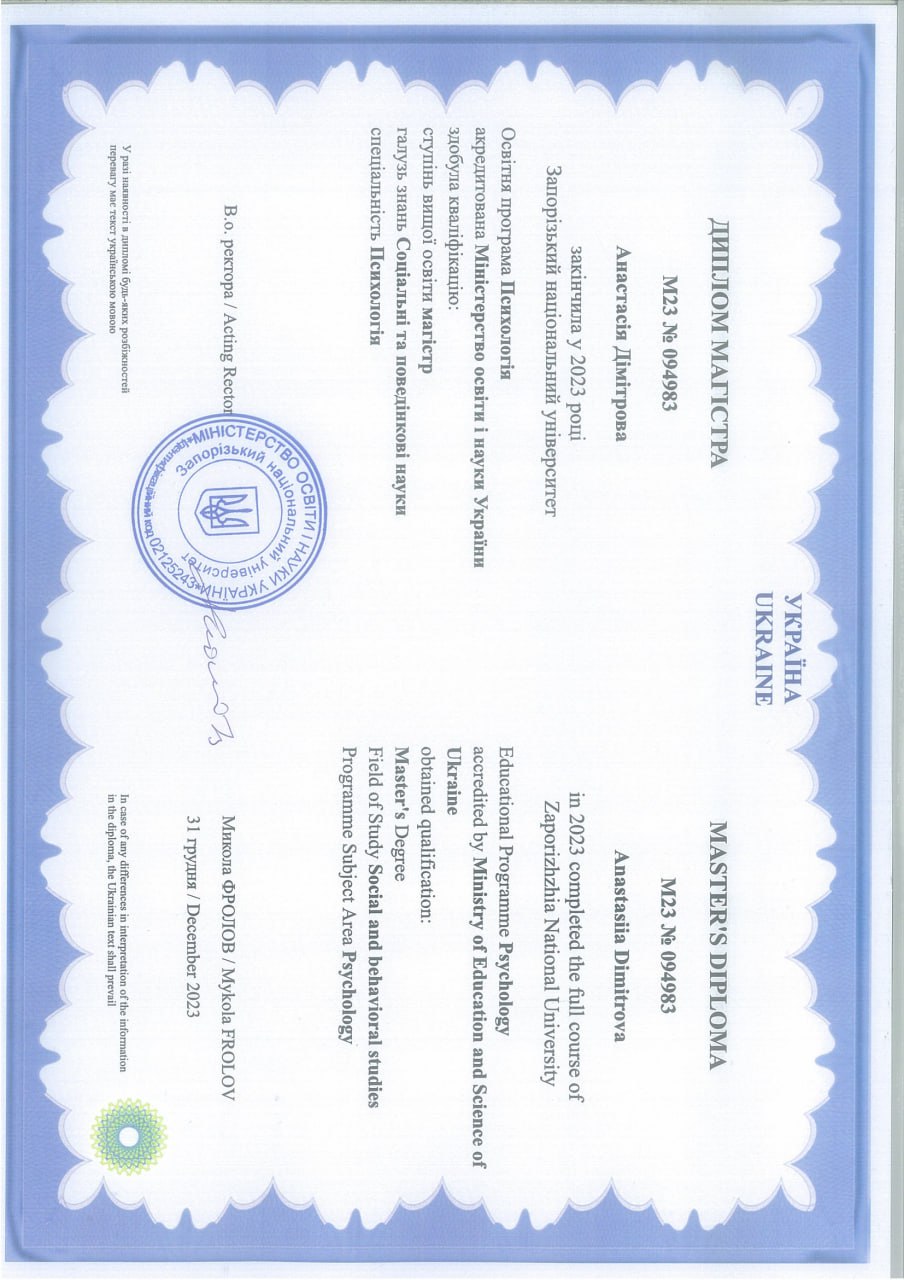 УКРАЇНА
UKRAINE
ДИПЛОМ МАГІСТРА
М23 № 094983
Анастасія Дімітрова
закінчила у 2023 році
Запорізький національний університет
Освітня програма Психологія
акредитована Міністерство освіти і науки України
здобула кваліфікацію:
ступінь вищої освіти магістр
галузь знань Соціальні та поведінкові науки
спеціальність Психологія
В.о. ректора / Acting Rector
МІНІСТЕРСТВО ОСВІТИ І НАУКИ УКРАЇНИ
Запорізький національний університет
*Ідентифікаційний код 02125243*
У разі наявності в дипломі будь-яких розбіжностей
перевагу має текст українською мовою
MASTER'S DIPLOMA
М23 № 094983
Anastasiia Dimitrova
in 2023 completed the full course of
Zaporizhzhia National University
Educational Programme Psychology
accredited by Ministry of Education and Science of
Ukraine
obtained qualification:
Master's Degree
Field of Study Social and behavioral studies
Programme Subject Area Psychology
Микола ФРОЛОВ / Mykola FROLOV
31 грудня / December 2023
In case of any differences in interpretation of the information
in the diploma, the Ukrainian text shall prevail